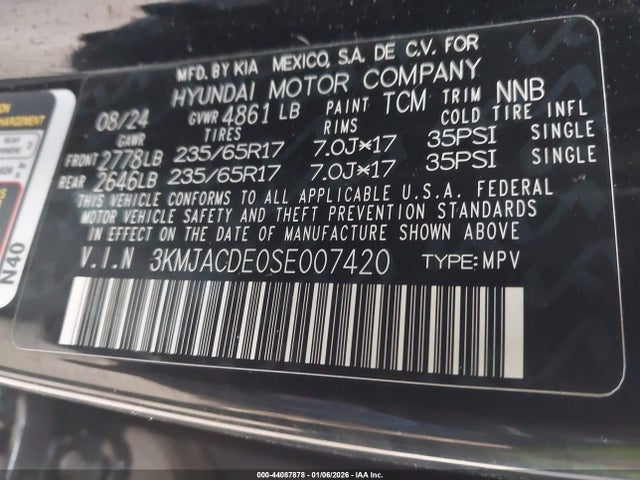 MFD. BY KIA MEXICO, S.A. DE C.V. FOR
HYUNDAI MOTOR COMPANY
08/24 GVWR 4861 LB PAINT TCM TRIM NNB
GAWR TIRES RIMS COLD TIRE INFL
FRONT 2778LB 235/65R17 7.0J×17 35PSI SINGLE
REAR 2646LB 235/65R17 7.0J×17 35PSI SINGLE
THIS VEHICLE CONFORMS TO ALL APPLICABLE U.S.A. FEDERAL
MOTOR VEHICLE SAFETY AND THEFT PREVENTION STANDARDS
IN EFFECT ON THE DATE OF MANUFACTURE SHOWN ABOVE
V.I.N 3KMJACDE0SE007420 TYPE: MPV
N40
000-44087878 01/06/2026 IAA Inc.